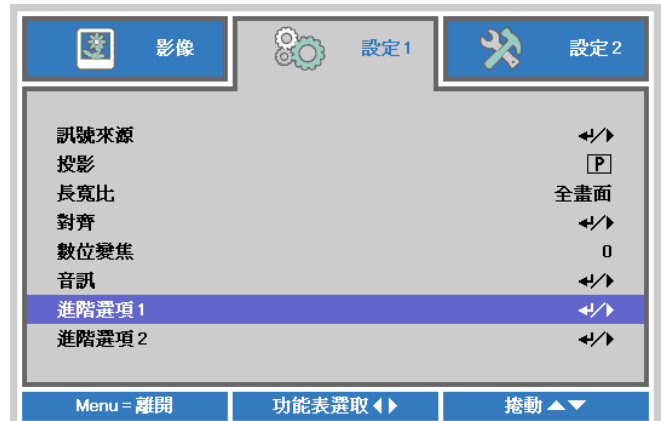 影像 設定1 設定2
訊號來源 ↵/▶
投影 P
長寬比 全畫面
對齊 ↵/▶
數位變焦 0
音訊 ↵/▶
進階選項1 ↵/▶
進階選項2 ↵/▶
Menu = 離開 功能表選取 ◀▶ 捲動 ▲▼